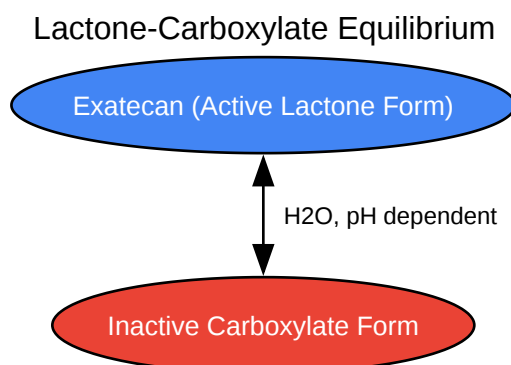 Lactone-Carboxylate Equilibrium
Exatecan (Active Lactone Form)
H2O, pH dependent
Inactive Carboxylate Form